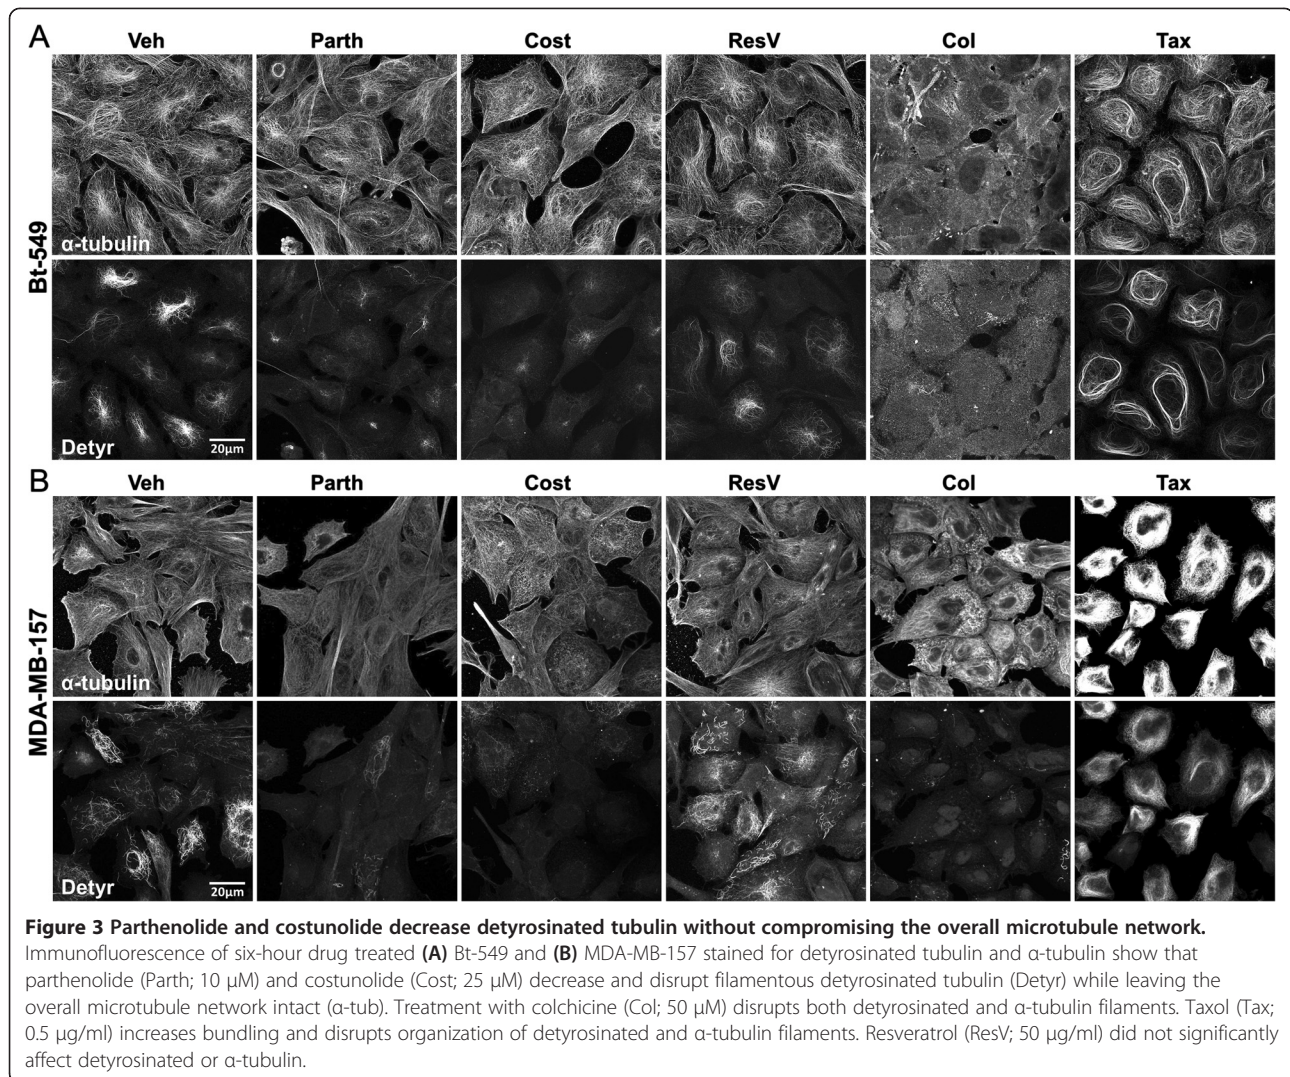 A
Veh Parth Cost ResV Col Tax
Bt-549
α-tubulin
Detyr
20μm
B
Veh Parth Cost ResV Col Tax
MDA-MB-157
α-tubulin
Detyr
20μm
Figure 3 Parthenolide and costunolide decrease detyrosinated tubulin without compromising the overall microtubule network.
Immunofluorescence of six-hour drug treated (A) Bt-549 and (B) MDA-MB-157 stained for detyrosinated tubulin and α-tubulin show that
parthenolide (Parth; 10 μM) and costunolide (Cost; 25 μM) decrease and disrupt filamentous detyrosinated tubulin (Detyr) while leaving the
overall microtubule network intact (α-tub). Treatment with colchicine (Col; 50 μM) disrupts both detyrosinated and α-tubulin filaments. Taxol (Tax;
0.5 μg/ml) increases bundling and disrupts organization of detyrosinated and α-tubulin filaments. Resveratrol (ResV; 50 μg/ml) did not significantly
affect detyrosinated or α-tubulin.